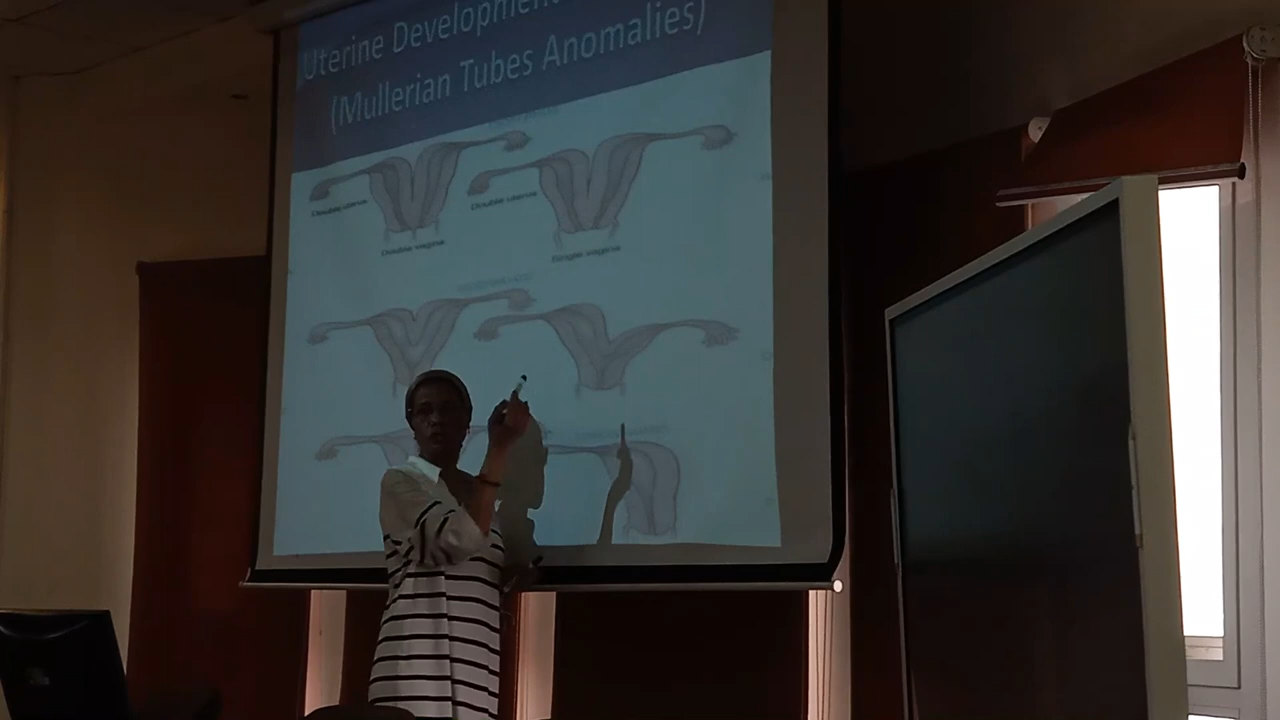 Uterine Development
(Mullerian Tubes Anomalies)
Double uterus
Double uterus
Double vagina
Single vagina